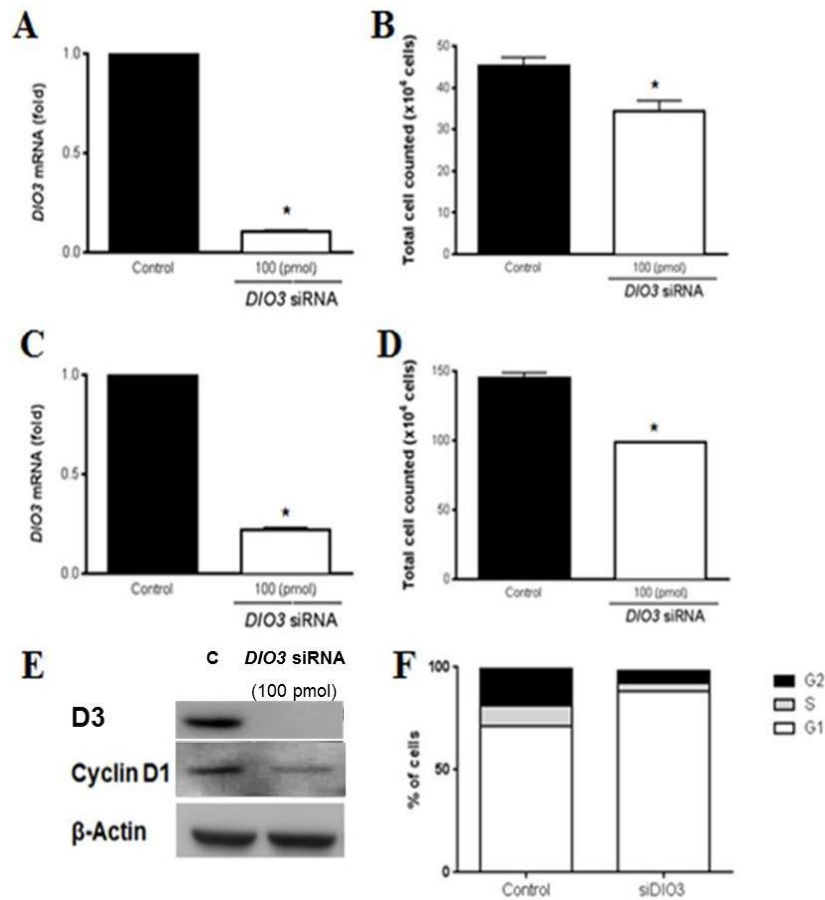 A
DIO3 mRNA (fold)
1.0
0.5
0.0
Control
*
100 (pmol)
DIO3 siRNA
B
Total cell counted (x10⁴ cells)
50
40
30
20
10
0
Control
*
100 (pmol)
DIO3 siRNA
C
DIO3 mRNA (fold)
1.0
0.5
0.0
Control
*
100 (pmol)
DIO3 siRNA
D
Total cell counted (x10⁴ cells)
150
100
50
0
Control
*
100 (pmol)
DIO3 siRNA
E
C DIO3 siRNA
(100 pmol)
D3
Cyclin D1
β-Actin
F
% of cells
100
50
0
Control
siDIO3
G2
S
G1